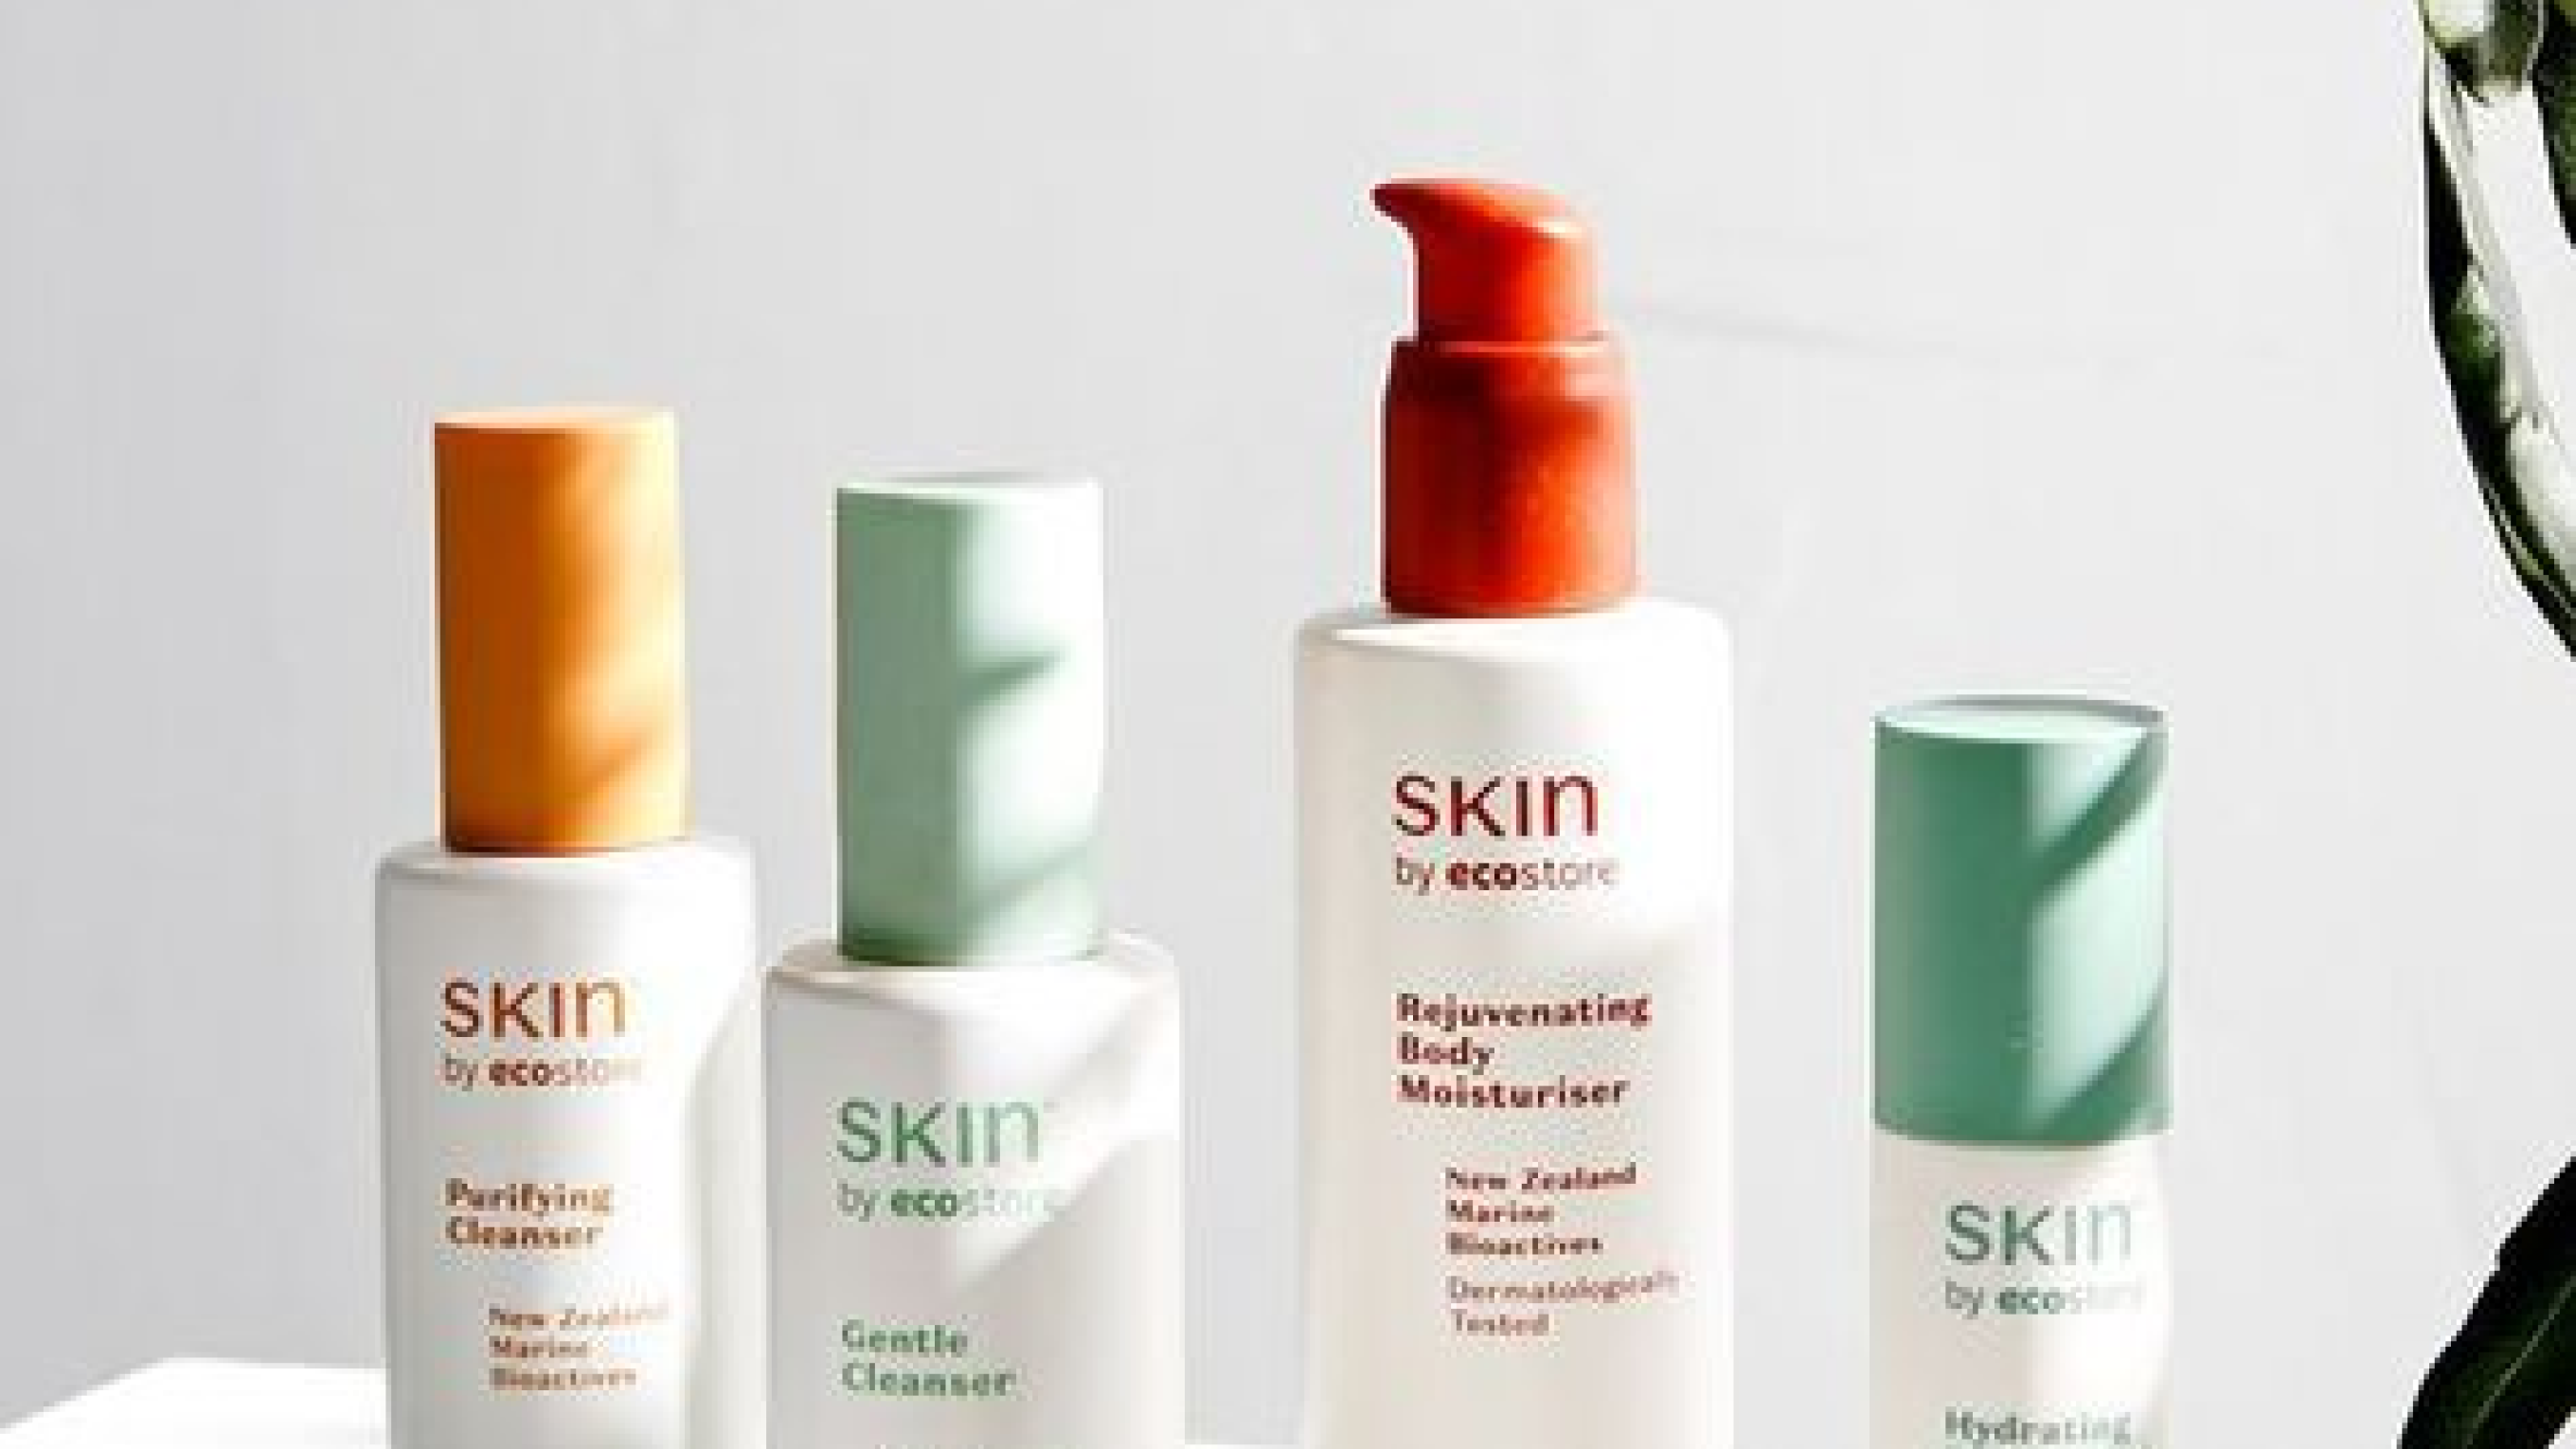 SKIN
by ecostore
Purifying
Cleanser
New Zealand
Marine
Bioactives
SKIN
by ecostore
Gentle
Cleanser
SKIN
by ecostore
Rejuvenating
Body
Moisturiser
New Zealand
Marine
Bioactives
Dermatologically
Tested
SKIN
by ecostore
Hydrating